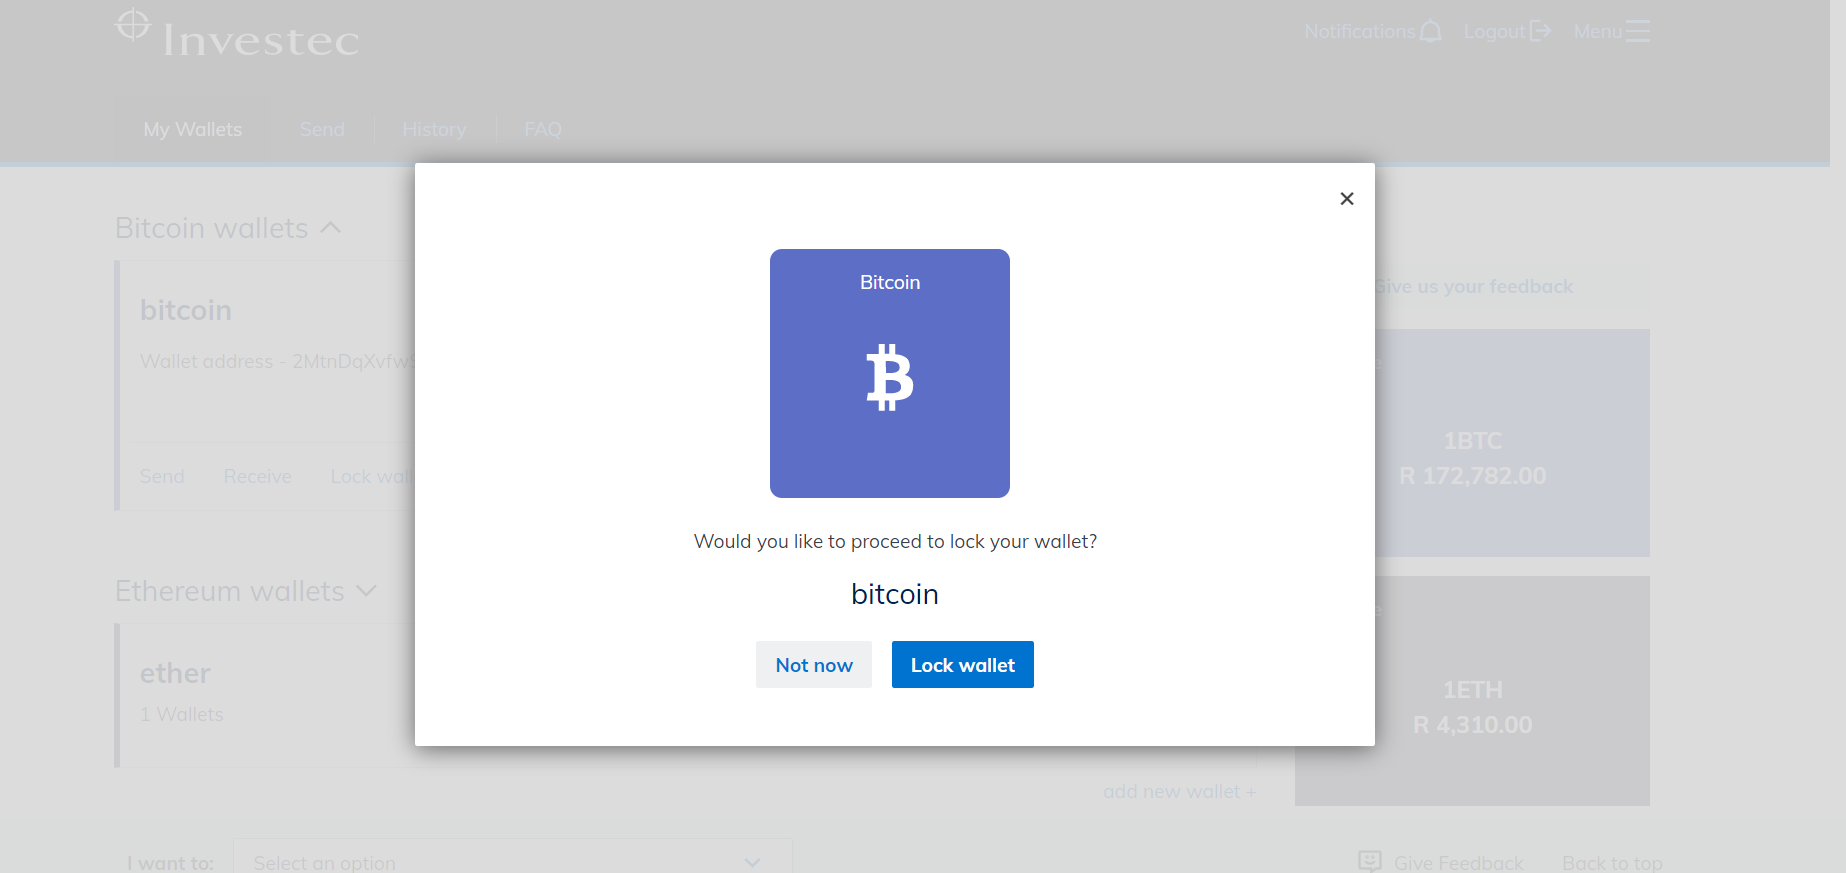 Investec
Notifications Logout Menu
My Wallets Send History FAQ
Bitcoin wallets
bitcoin
Wallet address - 2MtnDqXvfw
Send Receive Lock wall
Ethereum wallets
ether
1 Wallets
×
Bitcoin
Would you like to proceed to lock your wallet?
bitcoin
Not now Lock wallet
Give us your feedback
e
1BTC
R 172,782.00
e
1ETH
R 4,310.00
add new wallet +
I want to: Select an option
Give Feedback Back to top